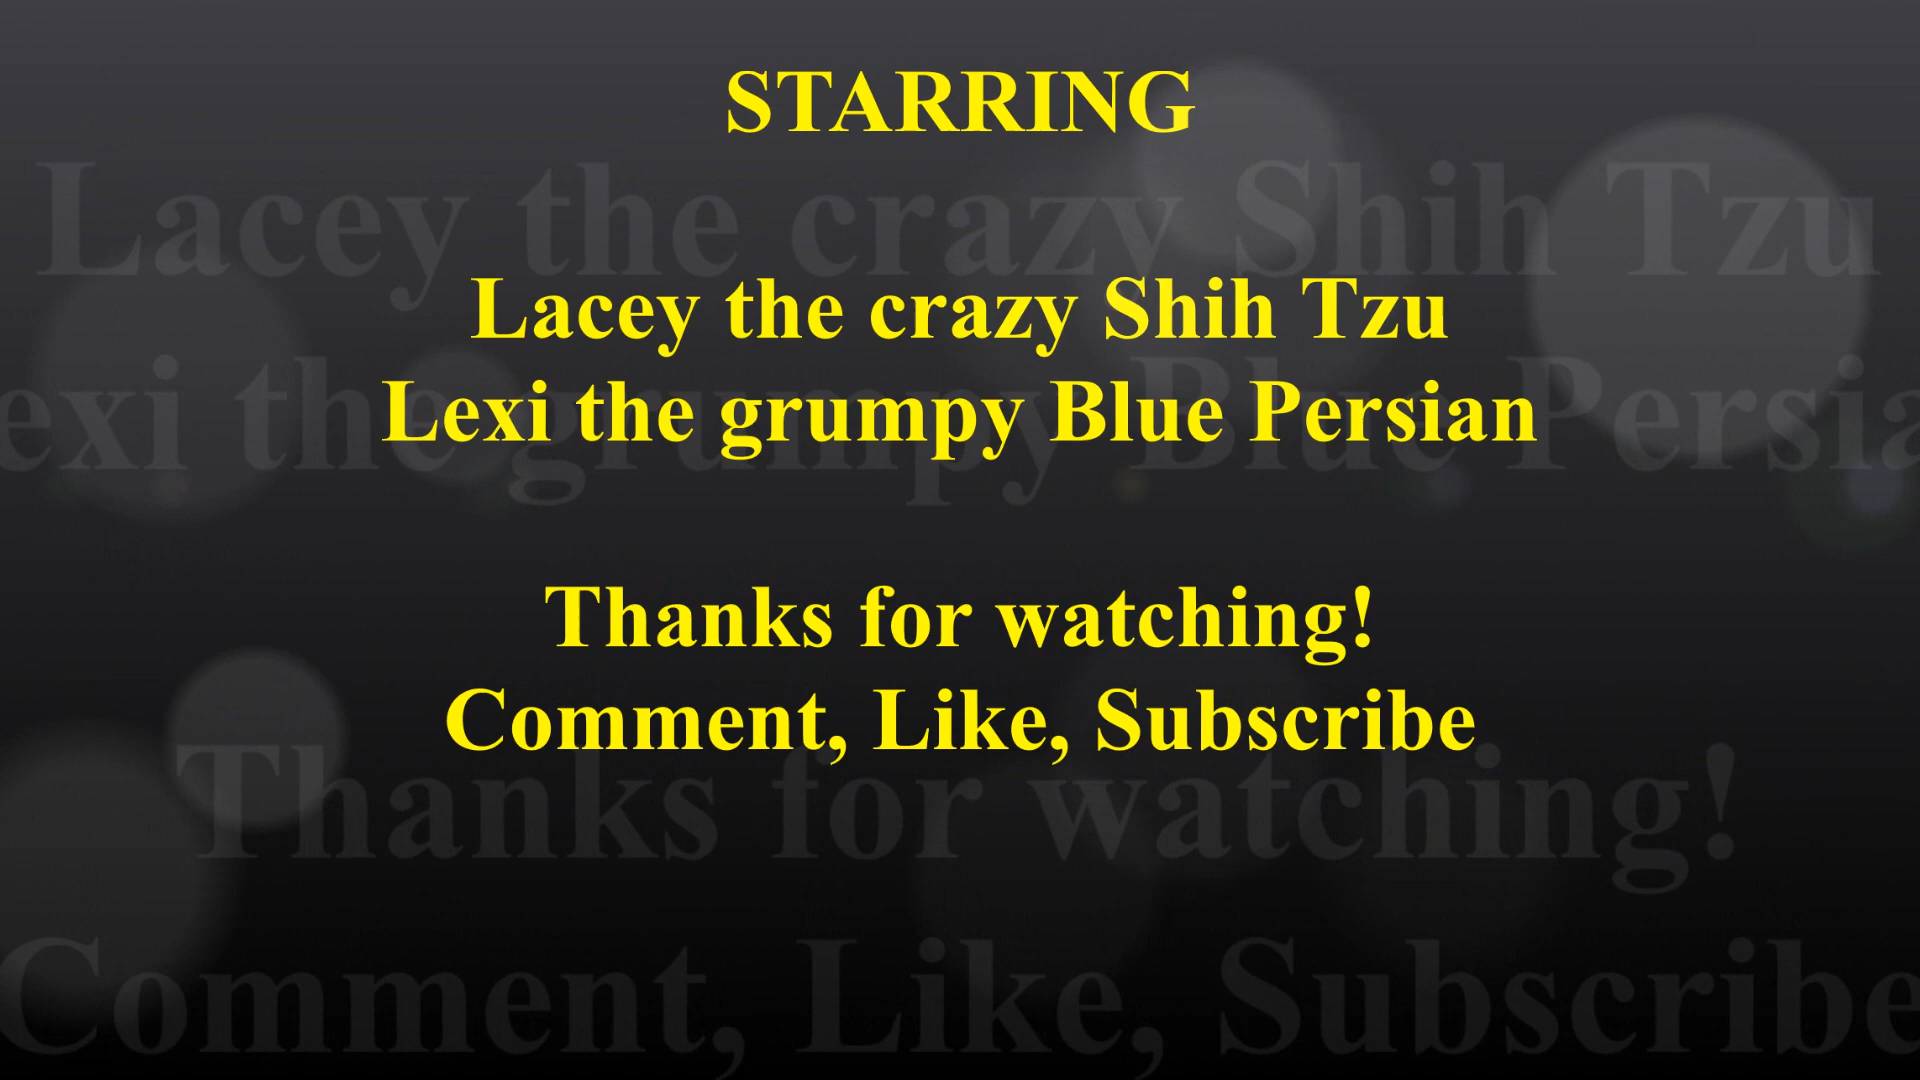 STARRING
Lacey the crazy Shih Tzu
Lexi the grumpy Blue Persian
Thanks for watching!
Comment, Like, Subscribe